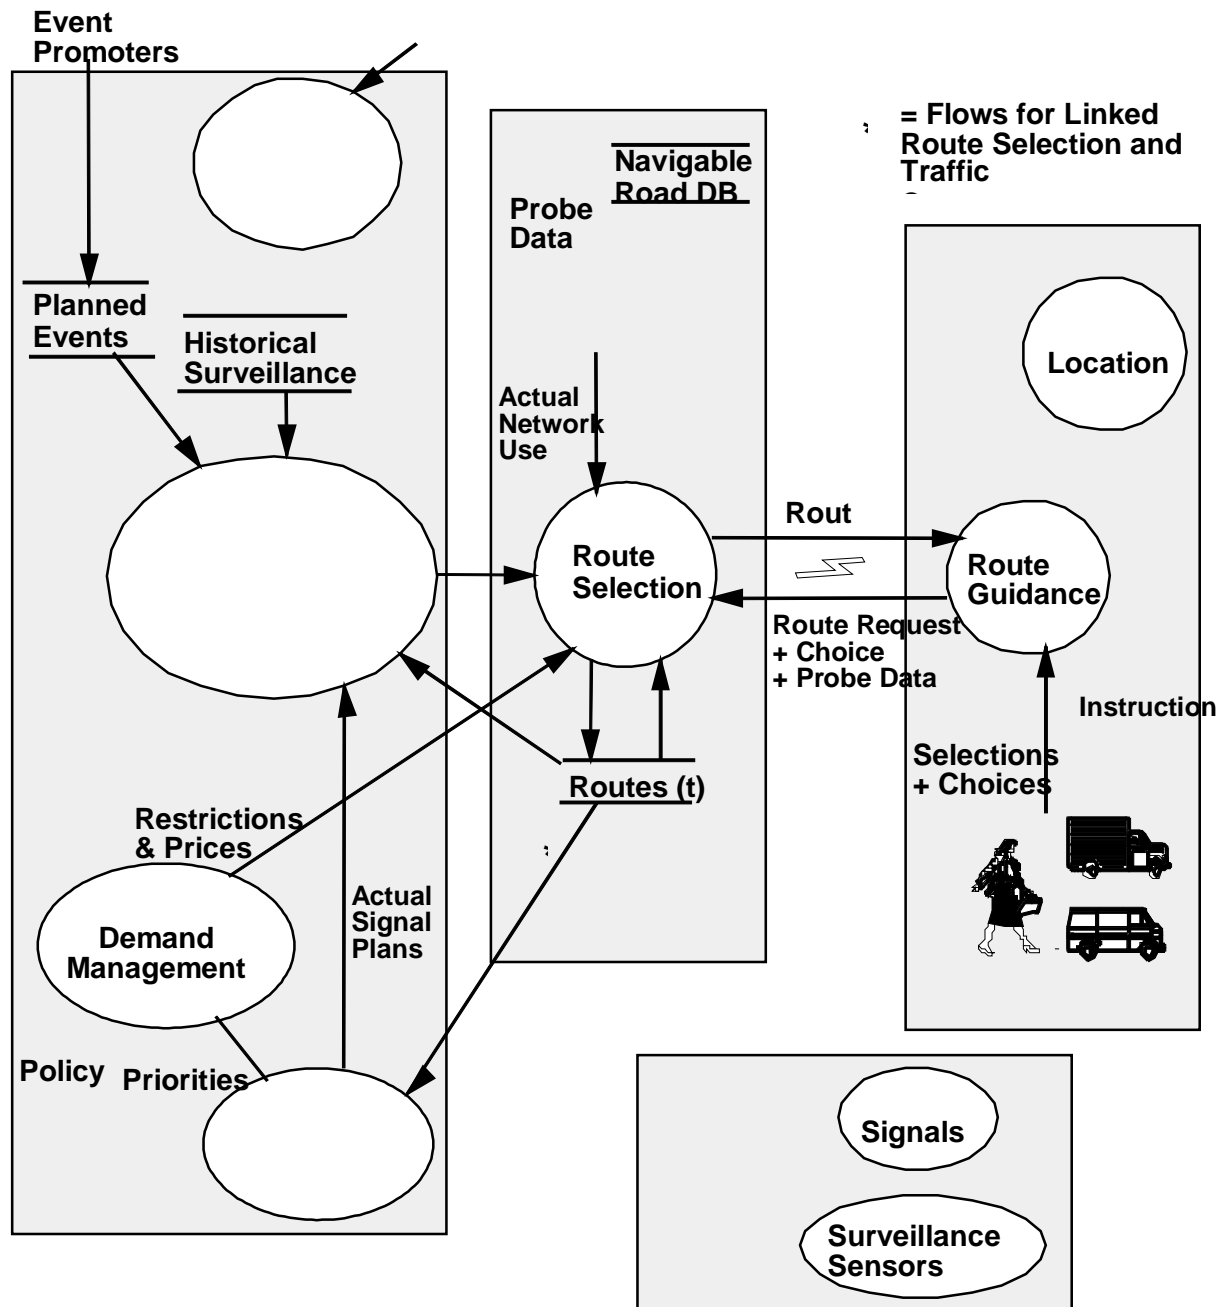 Event
Promoters
= Flows for Linked
Route Selection and
Traffic
Navigable
Road DB
Probe
Data
Planned
Events
Historical
Surveillance
Location
Actual
Network
Use
Rout
Route
Selection
Route
Guidance
Route Request
+ Choice
+ Probe Data
Instruction
Selections
+ Choices
Routes (t)
Restrictions
& Prices
Actual
Signal
Plans
Demand
Management
Policy
Priorities
Signals
Surveillance
Sensors